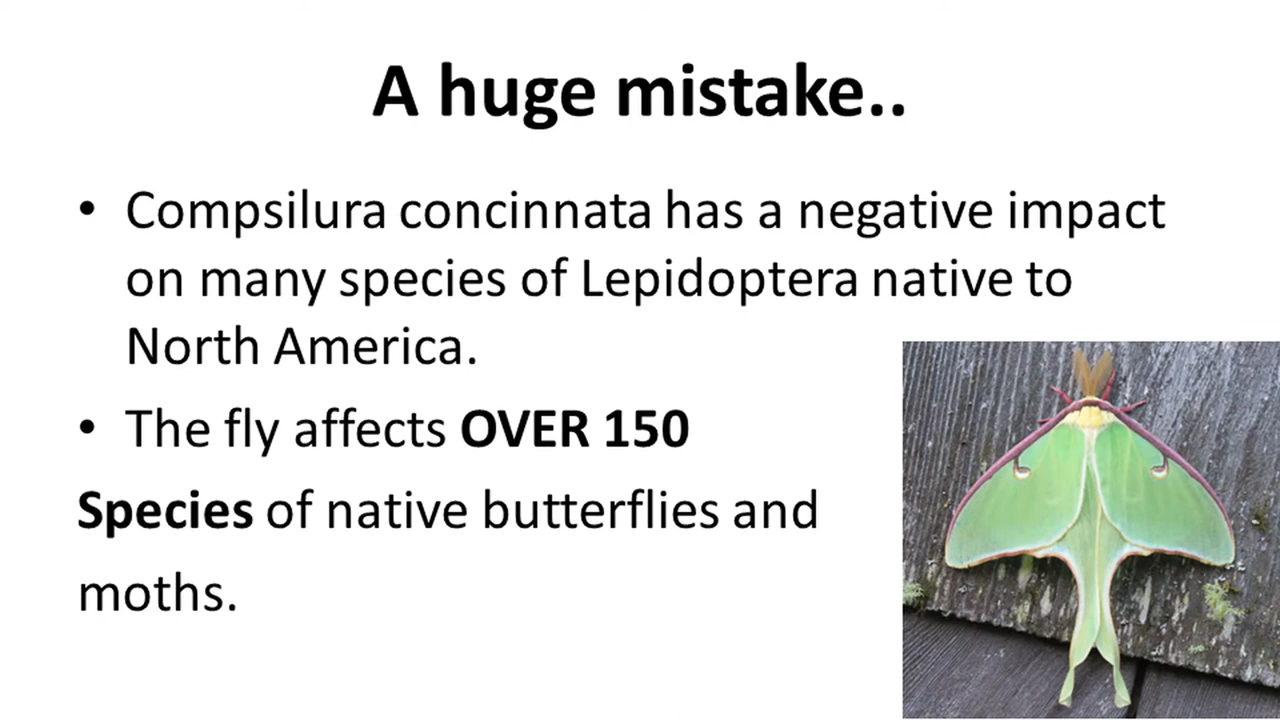 A huge mistake..
• Compsilura concinnata has a negative impact
on many species of Lepidoptera native to
North America.
• The fly affects OVER 150
Species of native butterflies and
moths.